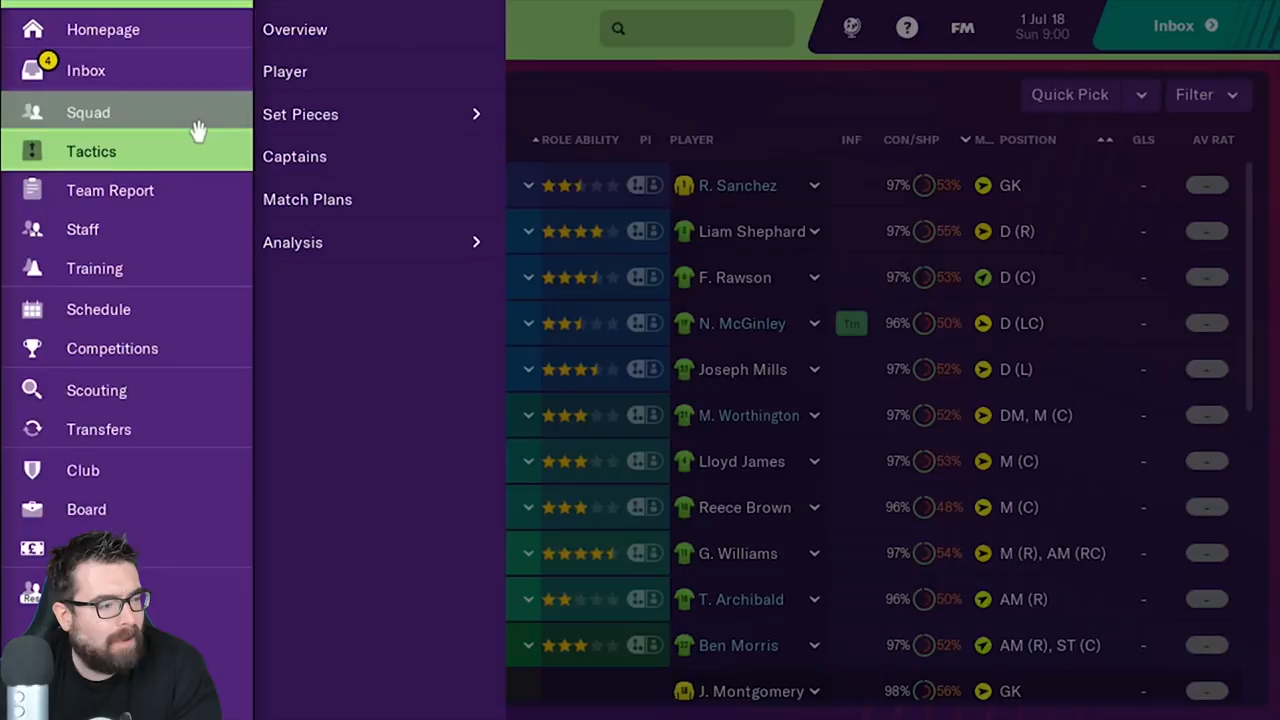 Homepage
4
Inbox
Squad
Tactics
Team Report
Staff
Training
Schedule
Competitions
Scouting
Transfers
Club
Board
Overview
Player
Set Pieces
Captains
Match Plans
Analysis
FM
1 Jul 18
Sun 9:00
Inbox
Quick Pick
Filter
ROLE ABILITY PI PLAYER INF CON/SHP M... POSITION GLS AV RAT
R. Sanchez 97% 53% GK - -
Liam Shephard 97% 55% D (R) - -
F. Rawson 97% 53% D (C) - -
N. McGinley Trn 96% 50% D (LC) - -
Joseph Mills 97% 52% D (L) - -
M. Worthington 97% 52% DM, M (C) - -
Lloyd James 97% 53% M (C) - -
Reece Brown 96% 48% M (C) - -
G. Williams 97% 54% M (R), AM (RC) - -
T. Archibald 96% 50% AM (R) - -
Ben Morris 97% 52% AM (R), ST (C) - -
J. Montgomery 98% 56% GK - -